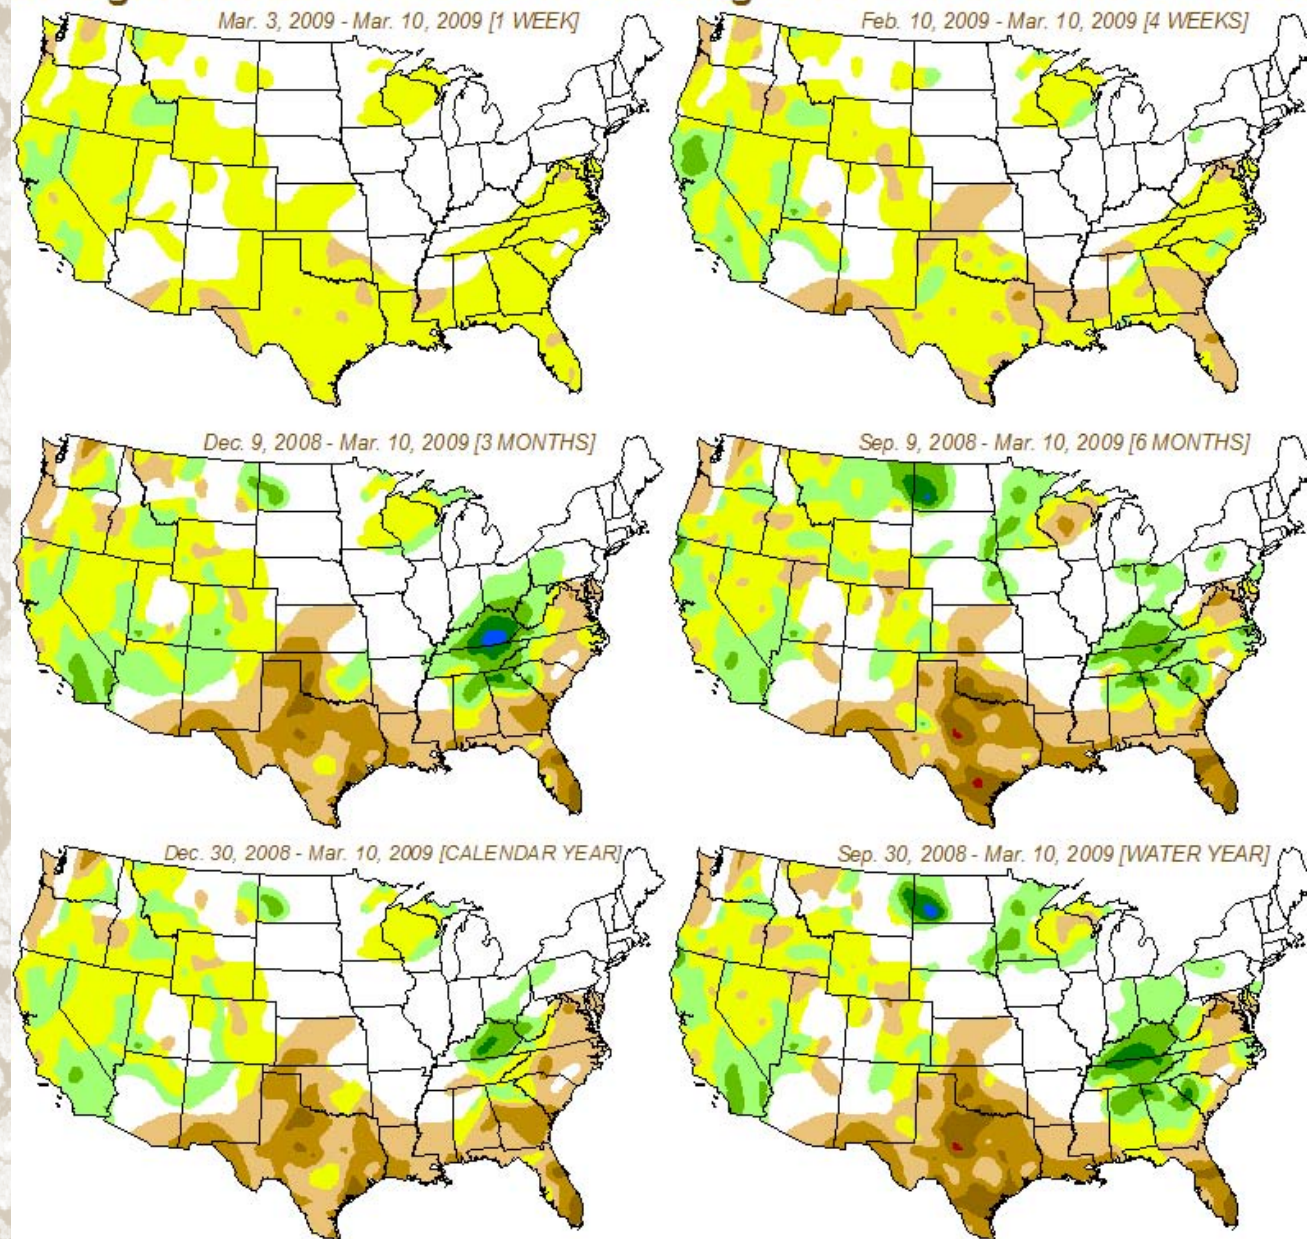 Mar. 3, 2009 - Mar. 10, 2009 [1 WEEK]
Feb. 10, 2009 - Mar. 10, 2009 [4 WEEKS]
Dec. 9, 2008 - Mar. 10, 2009 [3 MONTHS]
Sep. 9, 2008 - Mar. 10, 2009 [6 MONTHS]
Dec. 30, 2008 - Mar. 10, 2009 [CALENDAR YEAR]
Sep. 30, 2008 - Mar. 10, 2009 [WATER YEAR]